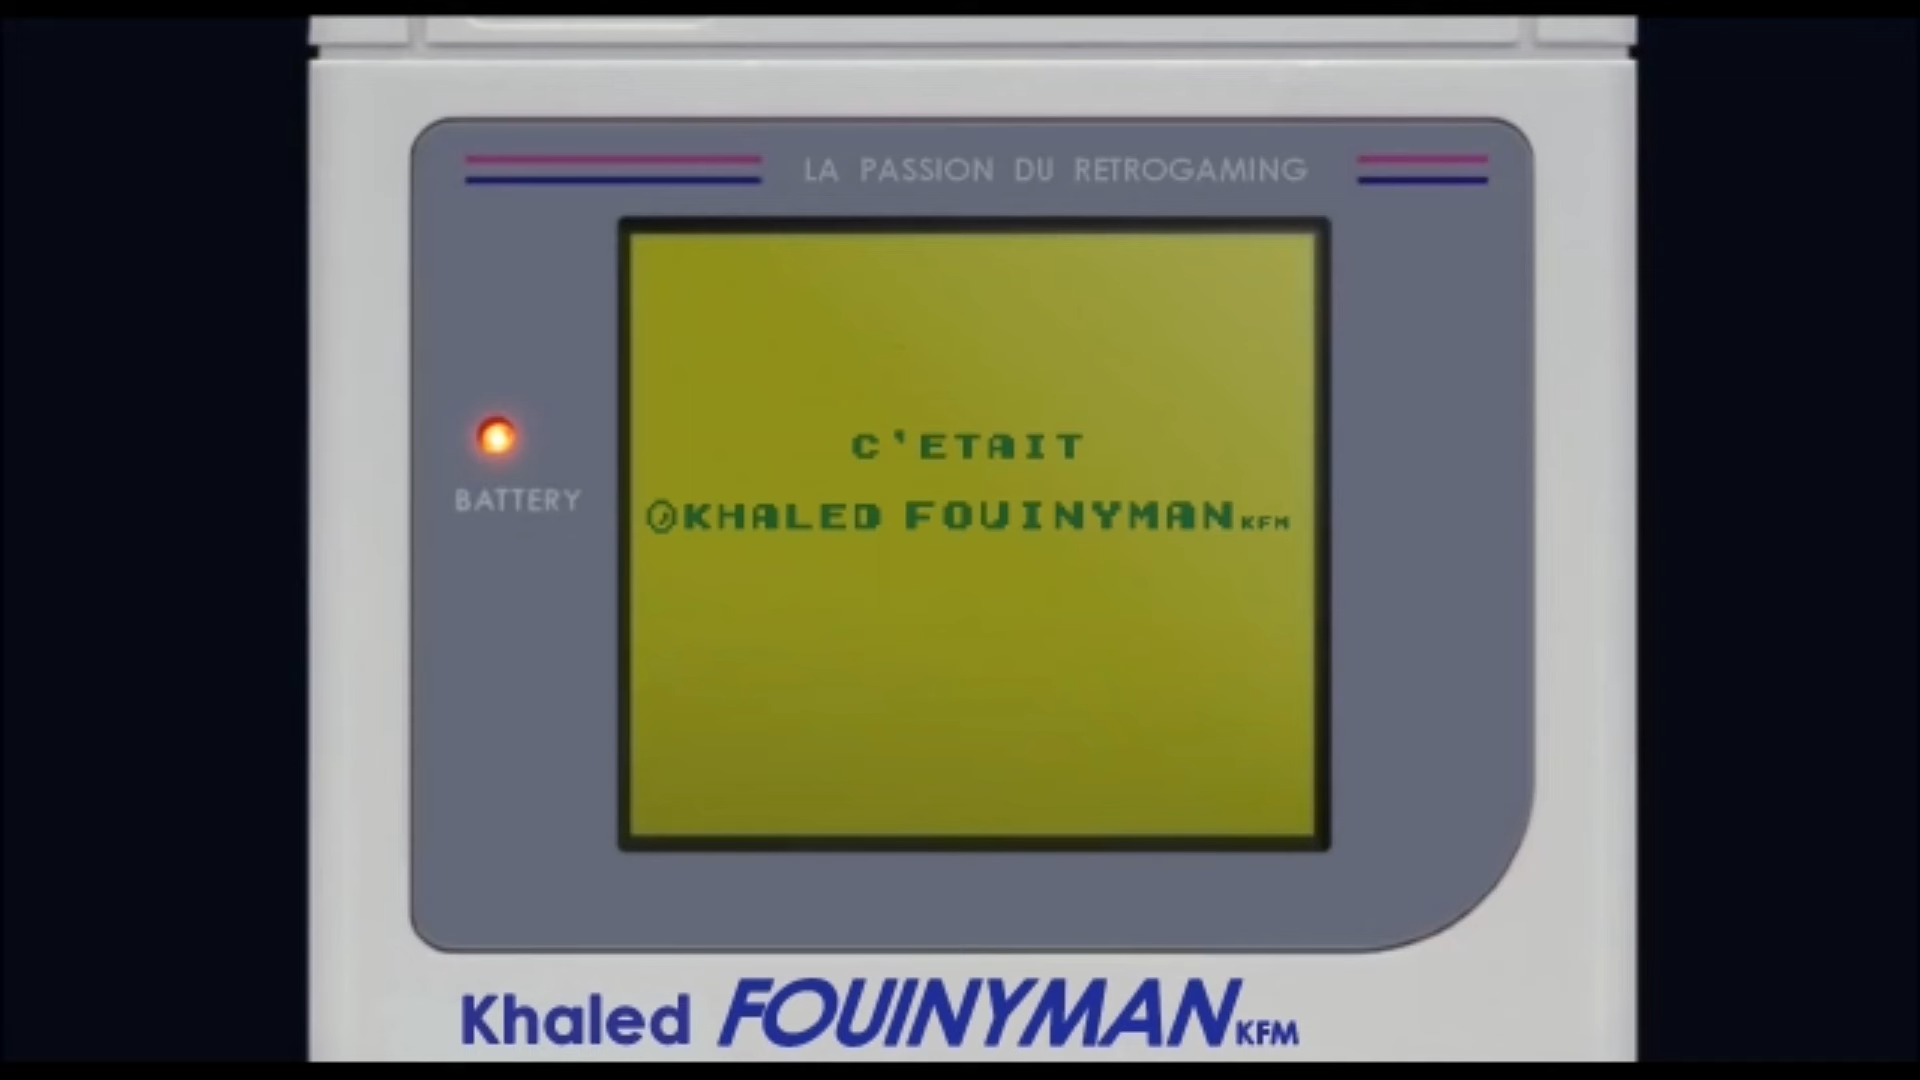 LA PASSION DU RETROGAMING
C'ETAIT
KHALED FOUINYMAN KFM
BATTERY
Khaled FOUINYMAN KFM